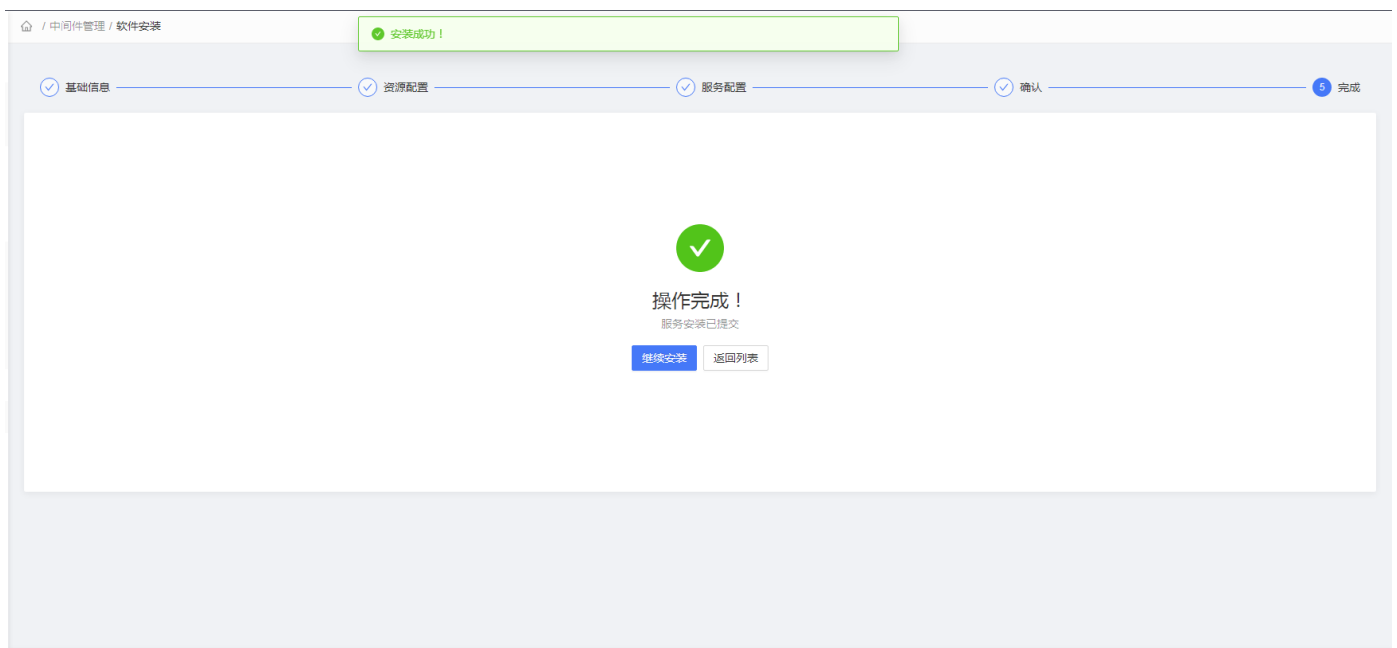 / 中间件管理 / 软件安装
安装成功！
基础信息
资源配置
服务配置
确认
5 完成
操作完成！
服务安装已提交
继续安装 返回列表